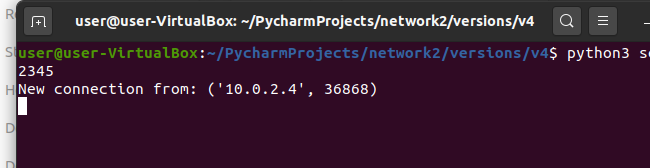 user@user-VirtualBox: ~/PycharmProjects/network2/versions/v4
user@user-VirtualBox:~/PycharmProjects/network2/versions/v4$ python3
2345
New connection from: ('10.0.2.4', 36868)